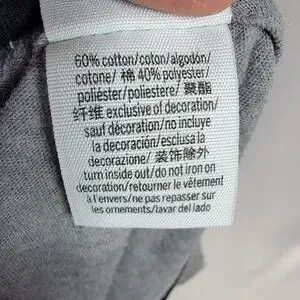 60% cotton/coton/algodón/
cotone/ 棉 40% polyester/
poliéster/poliestere/ 聚酯
纤维 exclusive of decoration/
sauf décoration/no incluye
la decoración/esclusa la
decorazione/ 装饰除外
turn inside out/do not iron on
decoration/retourner le vêtement
à l'envers/ne pas repasser sur
les ornements/lavar del lado